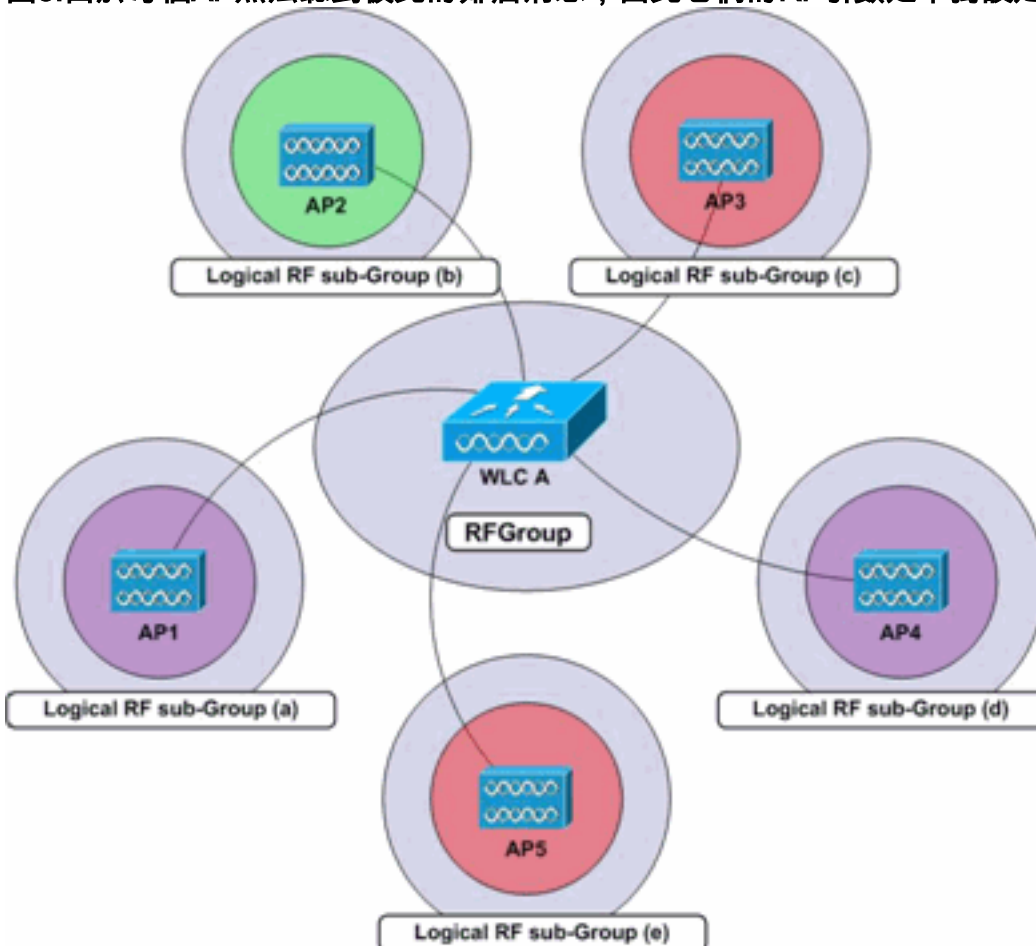 AP2
AP3
Logical RF sub-Group (b)
Logical RF sub-Group (c)
WLC A
RFGroup
AP1
AP4
Logical RF sub-Group (a)
Logical RF sub-Group (d)
AP5
Logical RF sub-Group (e)